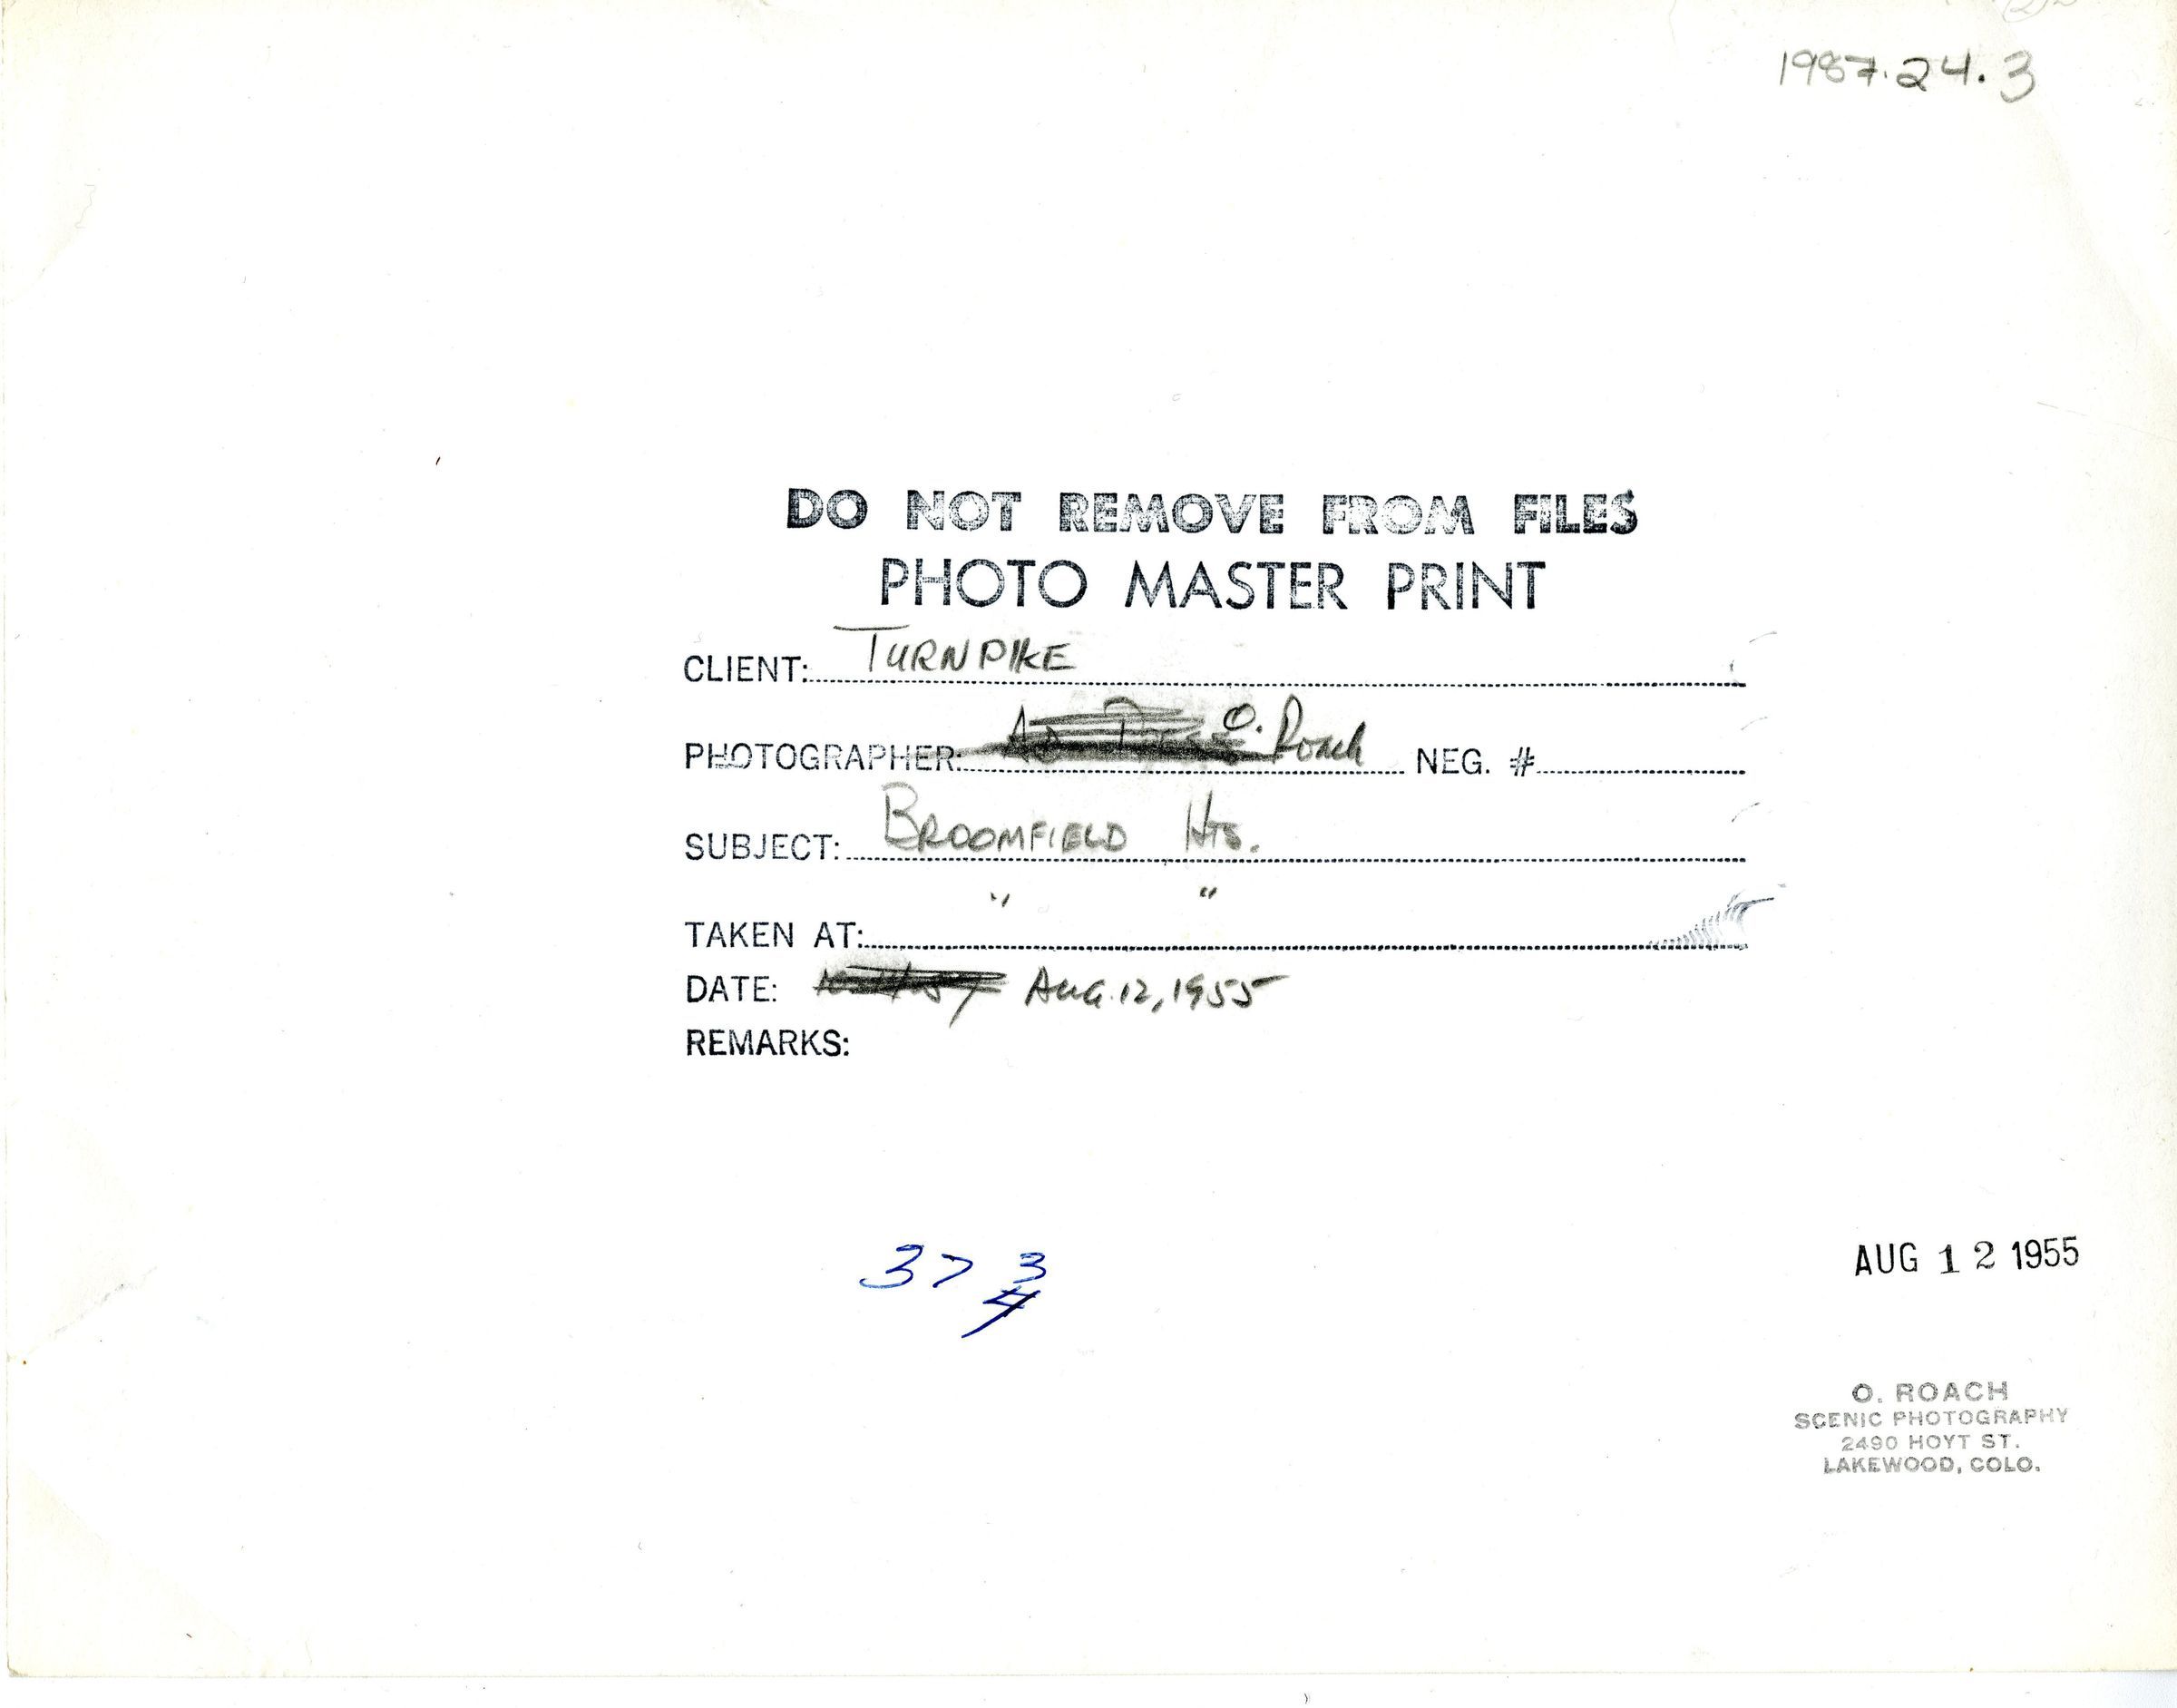 1987.24.3
DO NOT REMOVE FROM FILES
PHOTO MASTER PRINT
CLIENT: TURNPIKE
PHOTOGRAPHER: O. Roach NEG. #
SUBJECT: BROOMFIELD HTS.
" "
TAKEN AT:
DATE: AUG. 12, 1955
REMARKS:
37 3
4
AUG 12 1955
O. ROACH
SCENIC PHOTOGRAPHY
2490 HOYT ST.
LAKEWOOD, COLO.